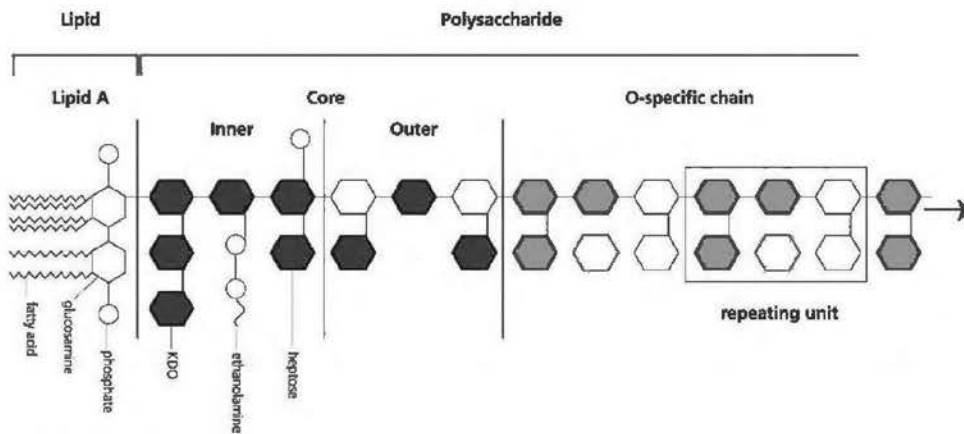 Lipid
Polysaccharide
Lipid A
Core
O-specific chain
Inner
Outer
repeating unit
fatty acid
glucosamine
phosphate
KDO
ethanolamine
heptose